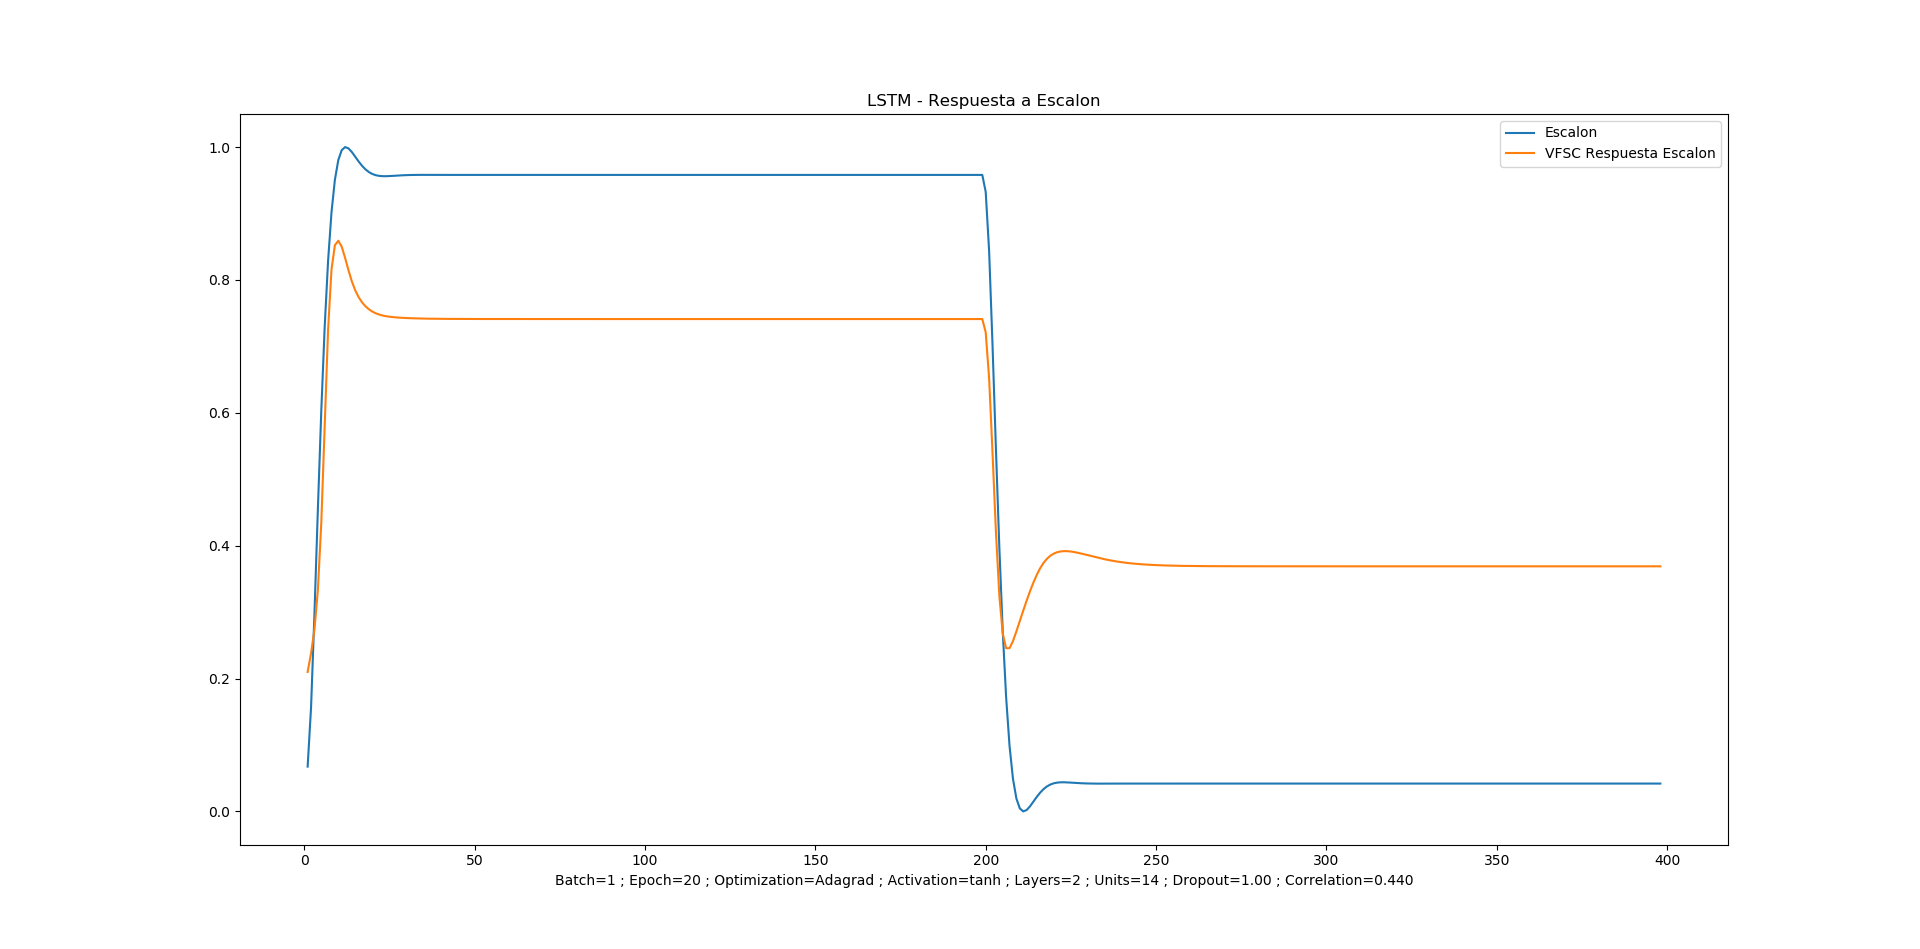 LSTM - Respuesta a Escalon
Escalon
VFSC Respuesta Escalon
1.0
0.8
0.6
0.4
0.2
0.0
0 50 100 150 200 250 300 350 400
Batch=1 ; Epoch=20 ; Optimization=Adagrad ; Activation=tanh ; Layers=2 ; Units=14 ; Dropout=1.00 ; Correlation=0.440